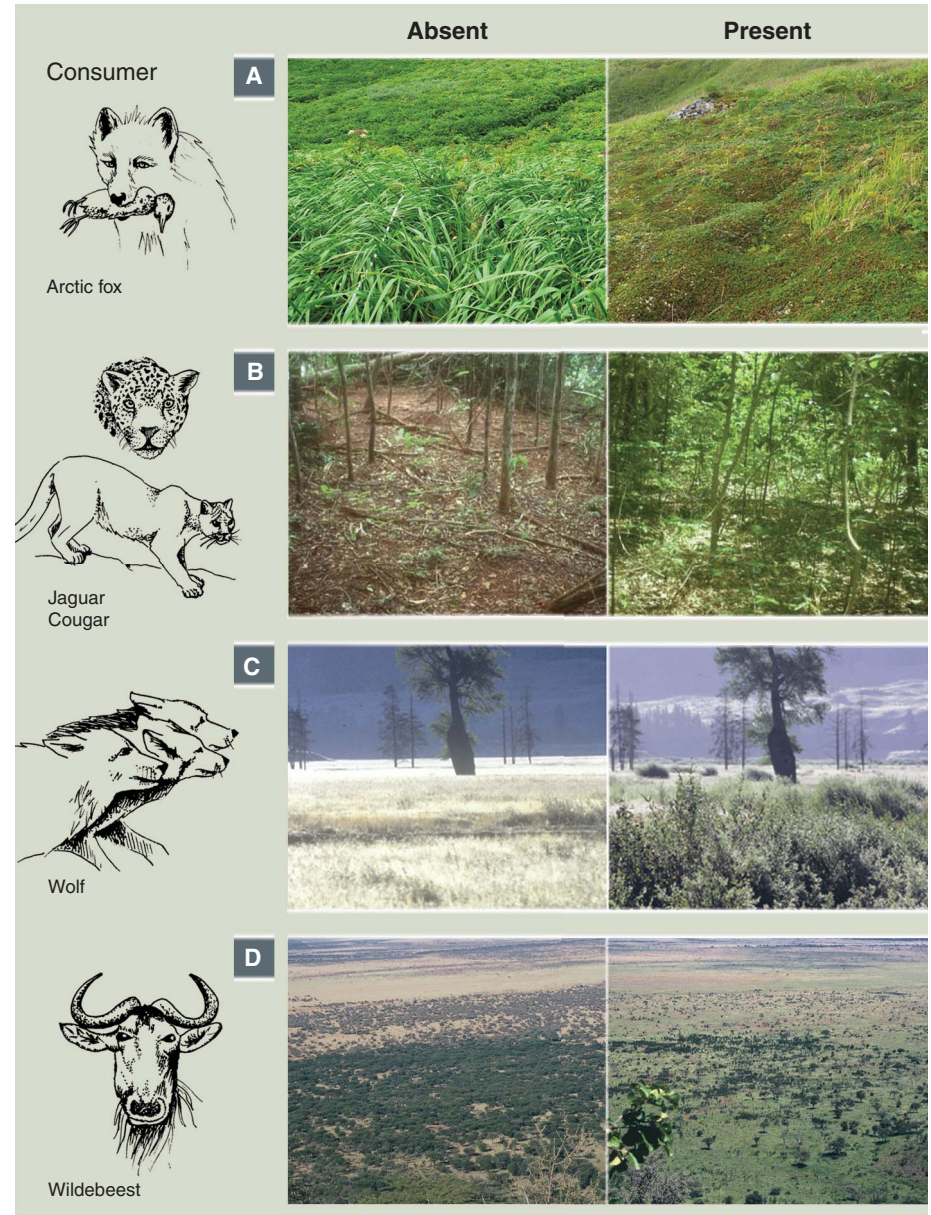 Absent Present
Consumer
A
Arctic fox
B
Jaguar
Cougar
C
Wolf
D
Wildebeest